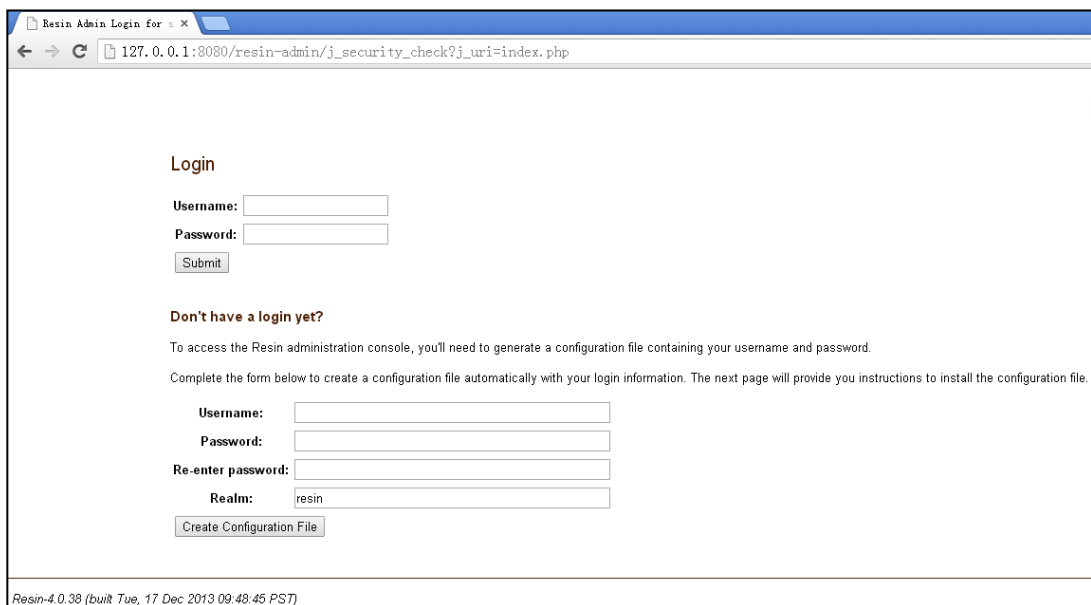 Resin Admin Login for s
127.0.0.1:8080/resin-admin/j_security_check?j_uri=index.php
Login
Username:
Password:
Submit
Don't have a login yet?
To access the Resin administration console, you'll need to generate a configuration file containing your username and password.
Complete the form below to create a configuration file automatically with your login information. The next page will provide you instructions to install the configuration file.
Username:
Password:
Re-enter password:
Realm: resin
Create Configuration File
Resin-4.0.38 (built Tue, 17 Dec 2013 09:48:45 PST)